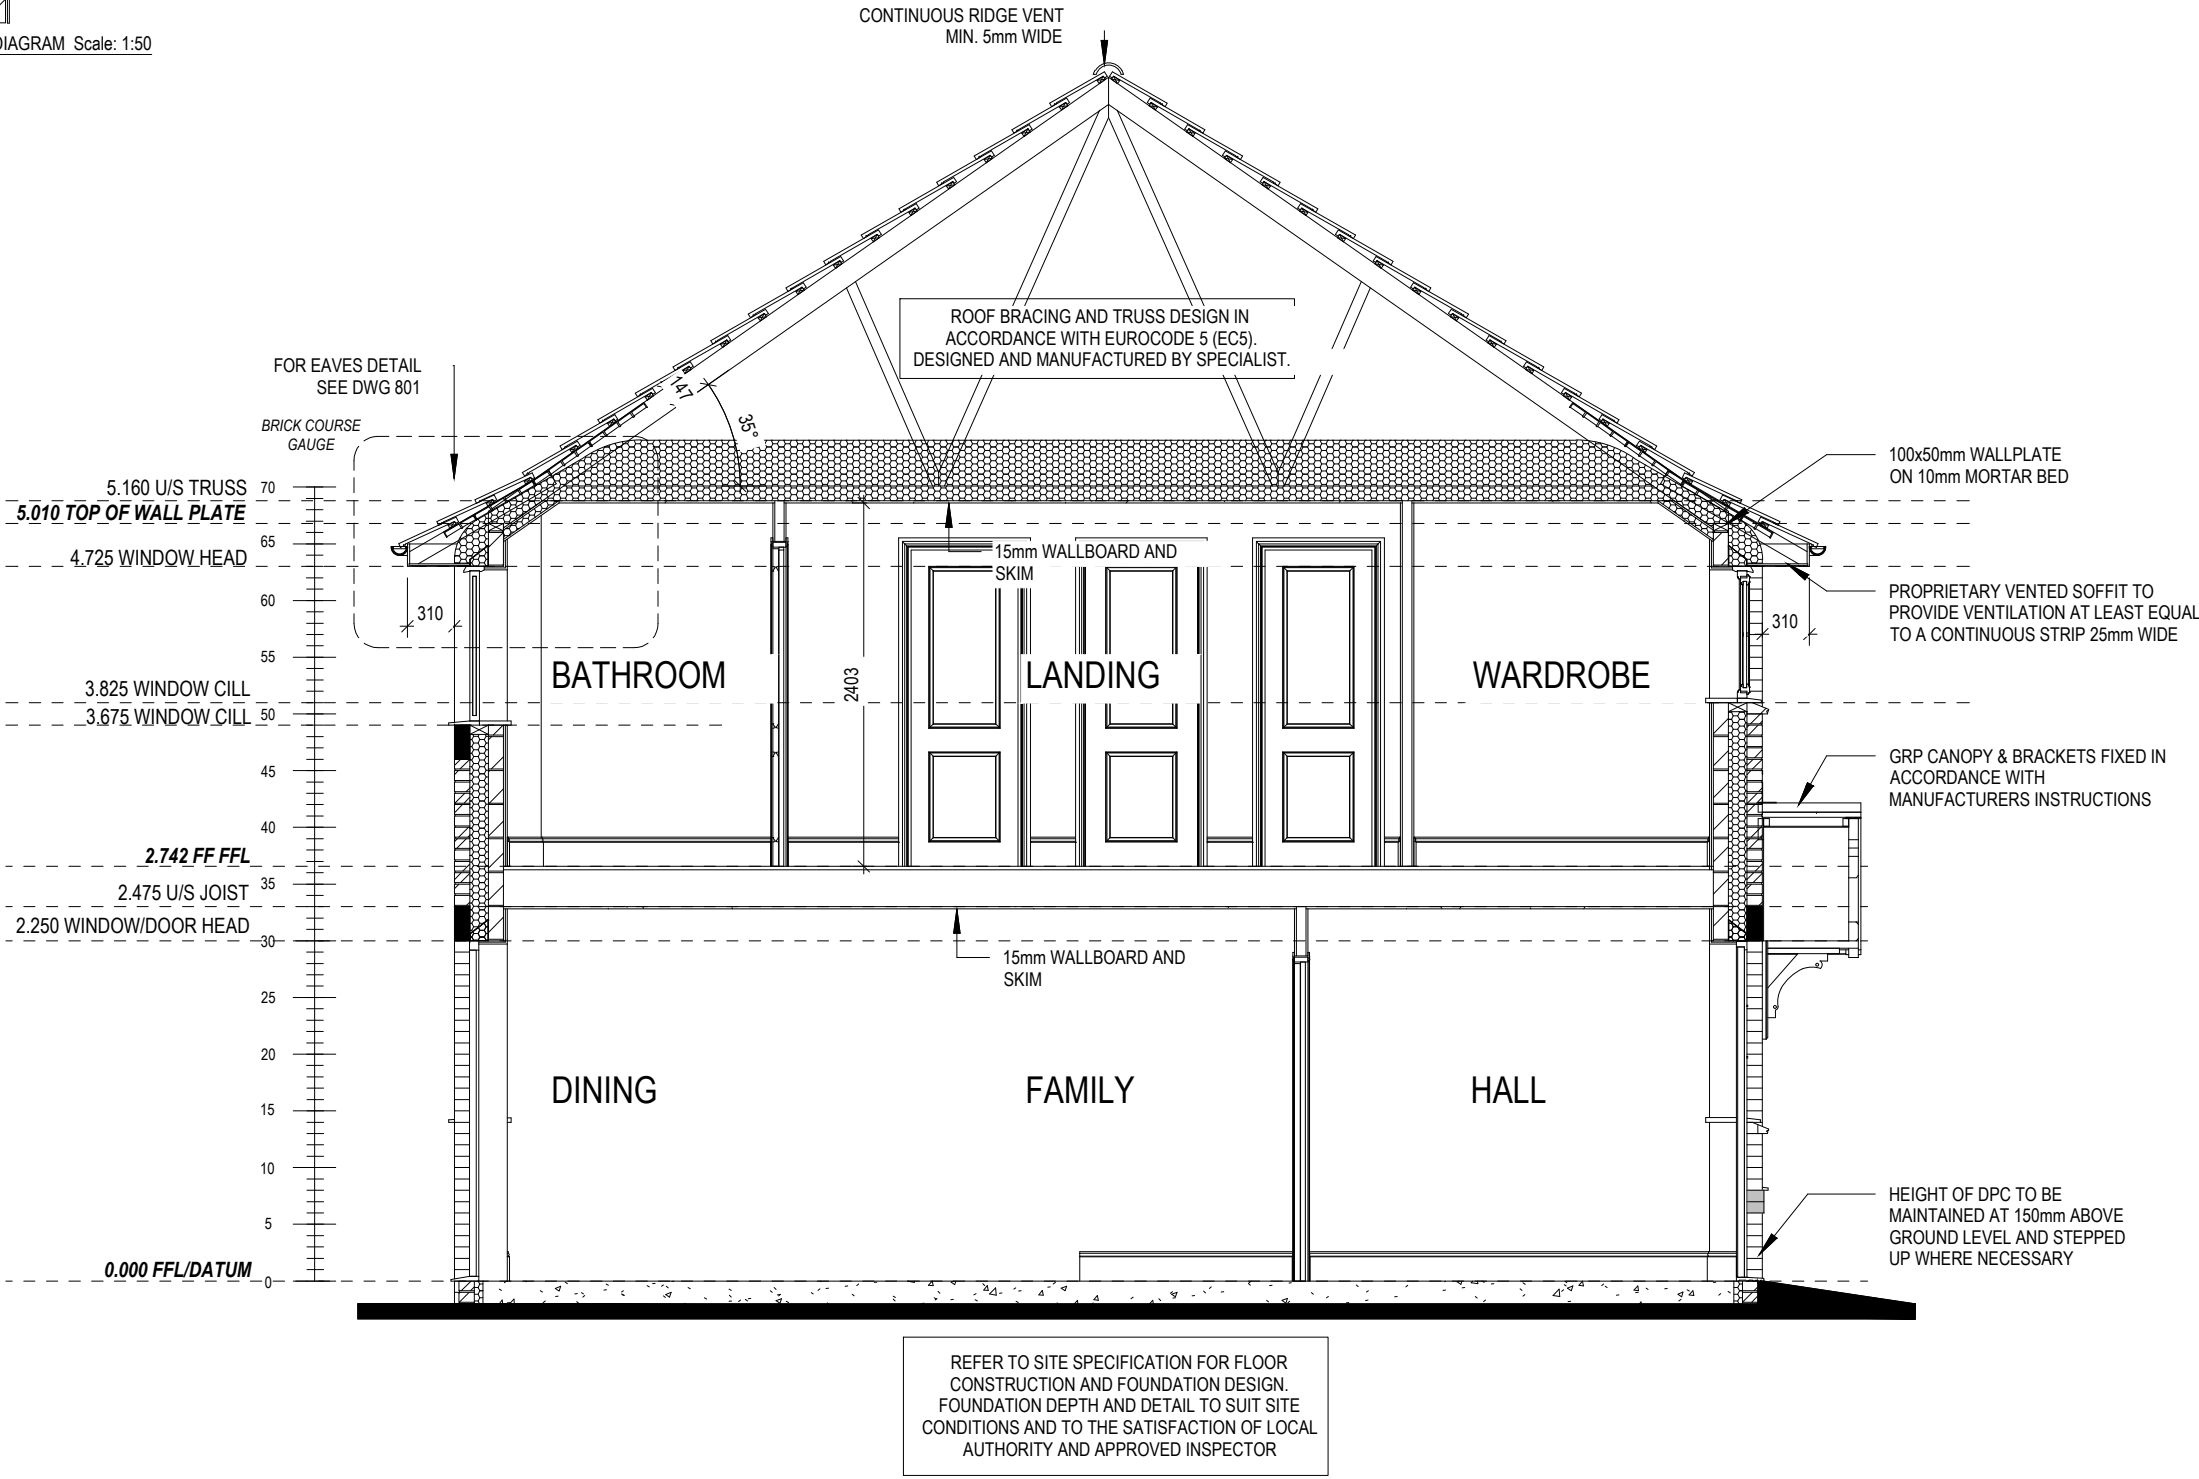 DIAGRAM Scale: 1:50
CONTINUOUS RIDGE VENT
MIN. 5mm WIDE
ROOF BRACING AND TRUSS DESIGN IN
ACCORDANCE WITH EUROCODE 5 (EC5).
DESIGNED AND MANUFACTURED BY SPECIALIST.
FOR EAVES DETAIL
SEE DWG 801
147
35°
BRICK COURSE
GAUGE
100x50mm WALLPLATE
ON 10mm MORTAR BED
5.160 U/S TRUSS
70
5.010 TOP OF WALL PLATE
65
4.725 WINDOW HEAD
15mm WALLBOARD AND
SKIM
PROPRIETARY VENTED SOFFIT TO
PROVIDE VENTILATION AT LEAST EQUAL
TO A CONTINUOUS STRIP 25mm WIDE
60
310
310
55
BATHROOM
2403
LANDING
WARDROBE
3.825 WINDOW CILL
3.675 WINDOW CILL
50
GRP CANOPY & BRACKETS FIXED IN
ACCORDANCE WITH
MANUFACTURERS INSTRUCTIONS
45
40
2.742 FF FFL
35
2.475 U/S JOIST
2.250 WINDOW/DOOR HEAD
30
15mm WALLBOARD AND
SKIM
25
20
DINING
FAMILY
HALL
15
10
HEIGHT OF DPC TO BE
MAINTAINED AT 150mm ABOVE
GROUND LEVEL AND STEPPED
UP WHERE NECESSARY
5
0.000 FFL/DATUM
0
REFER TO SITE SPECIFICATION FOR FLOOR
CONSTRUCTION AND FOUNDATION DESIGN.
FOUNDATION DEPTH AND DETAIL TO SUIT SITE
CONDITIONS AND TO THE SATISFACTION OF LOCAL
AUTHORITY AND APPROVED INSPECTOR